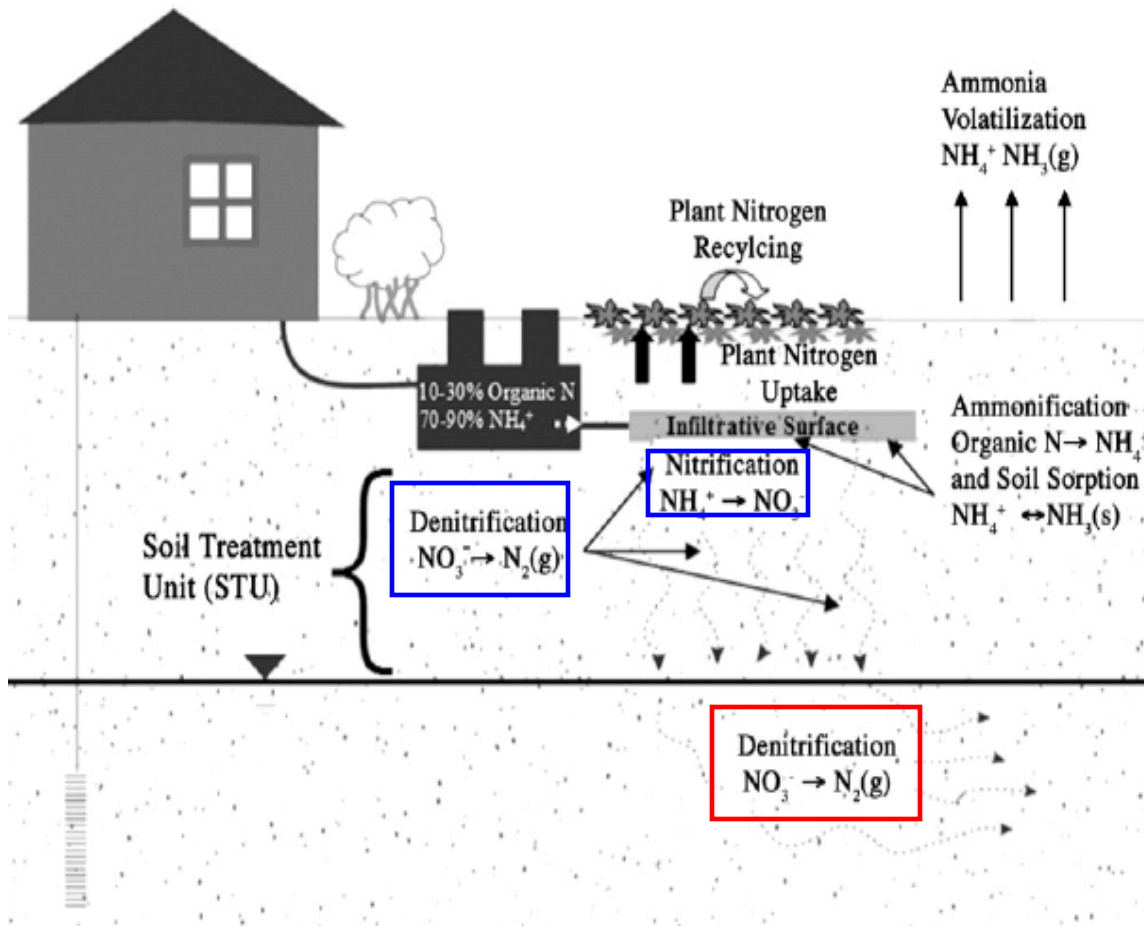 Ammonia
Volatilization
NH₄⁺ NH₃(g)
Plant Nitrogen
Recylcing
Plant Nitrogen
Uptake
10-30% Organic N
70-90% NH₄⁺
Infiltrative Surface
Ammonification
Organic N→ NH₄⁺
and Soil Sorption
NH₄⁺ ↔NH₃(s)
Nitrification
NH₄⁺ → NO₃
Denitrification
NO₃⁻→ N₂(g)
Soil Treatment
Unit (STU)
Denitrification
NO₃ → N₂(g)